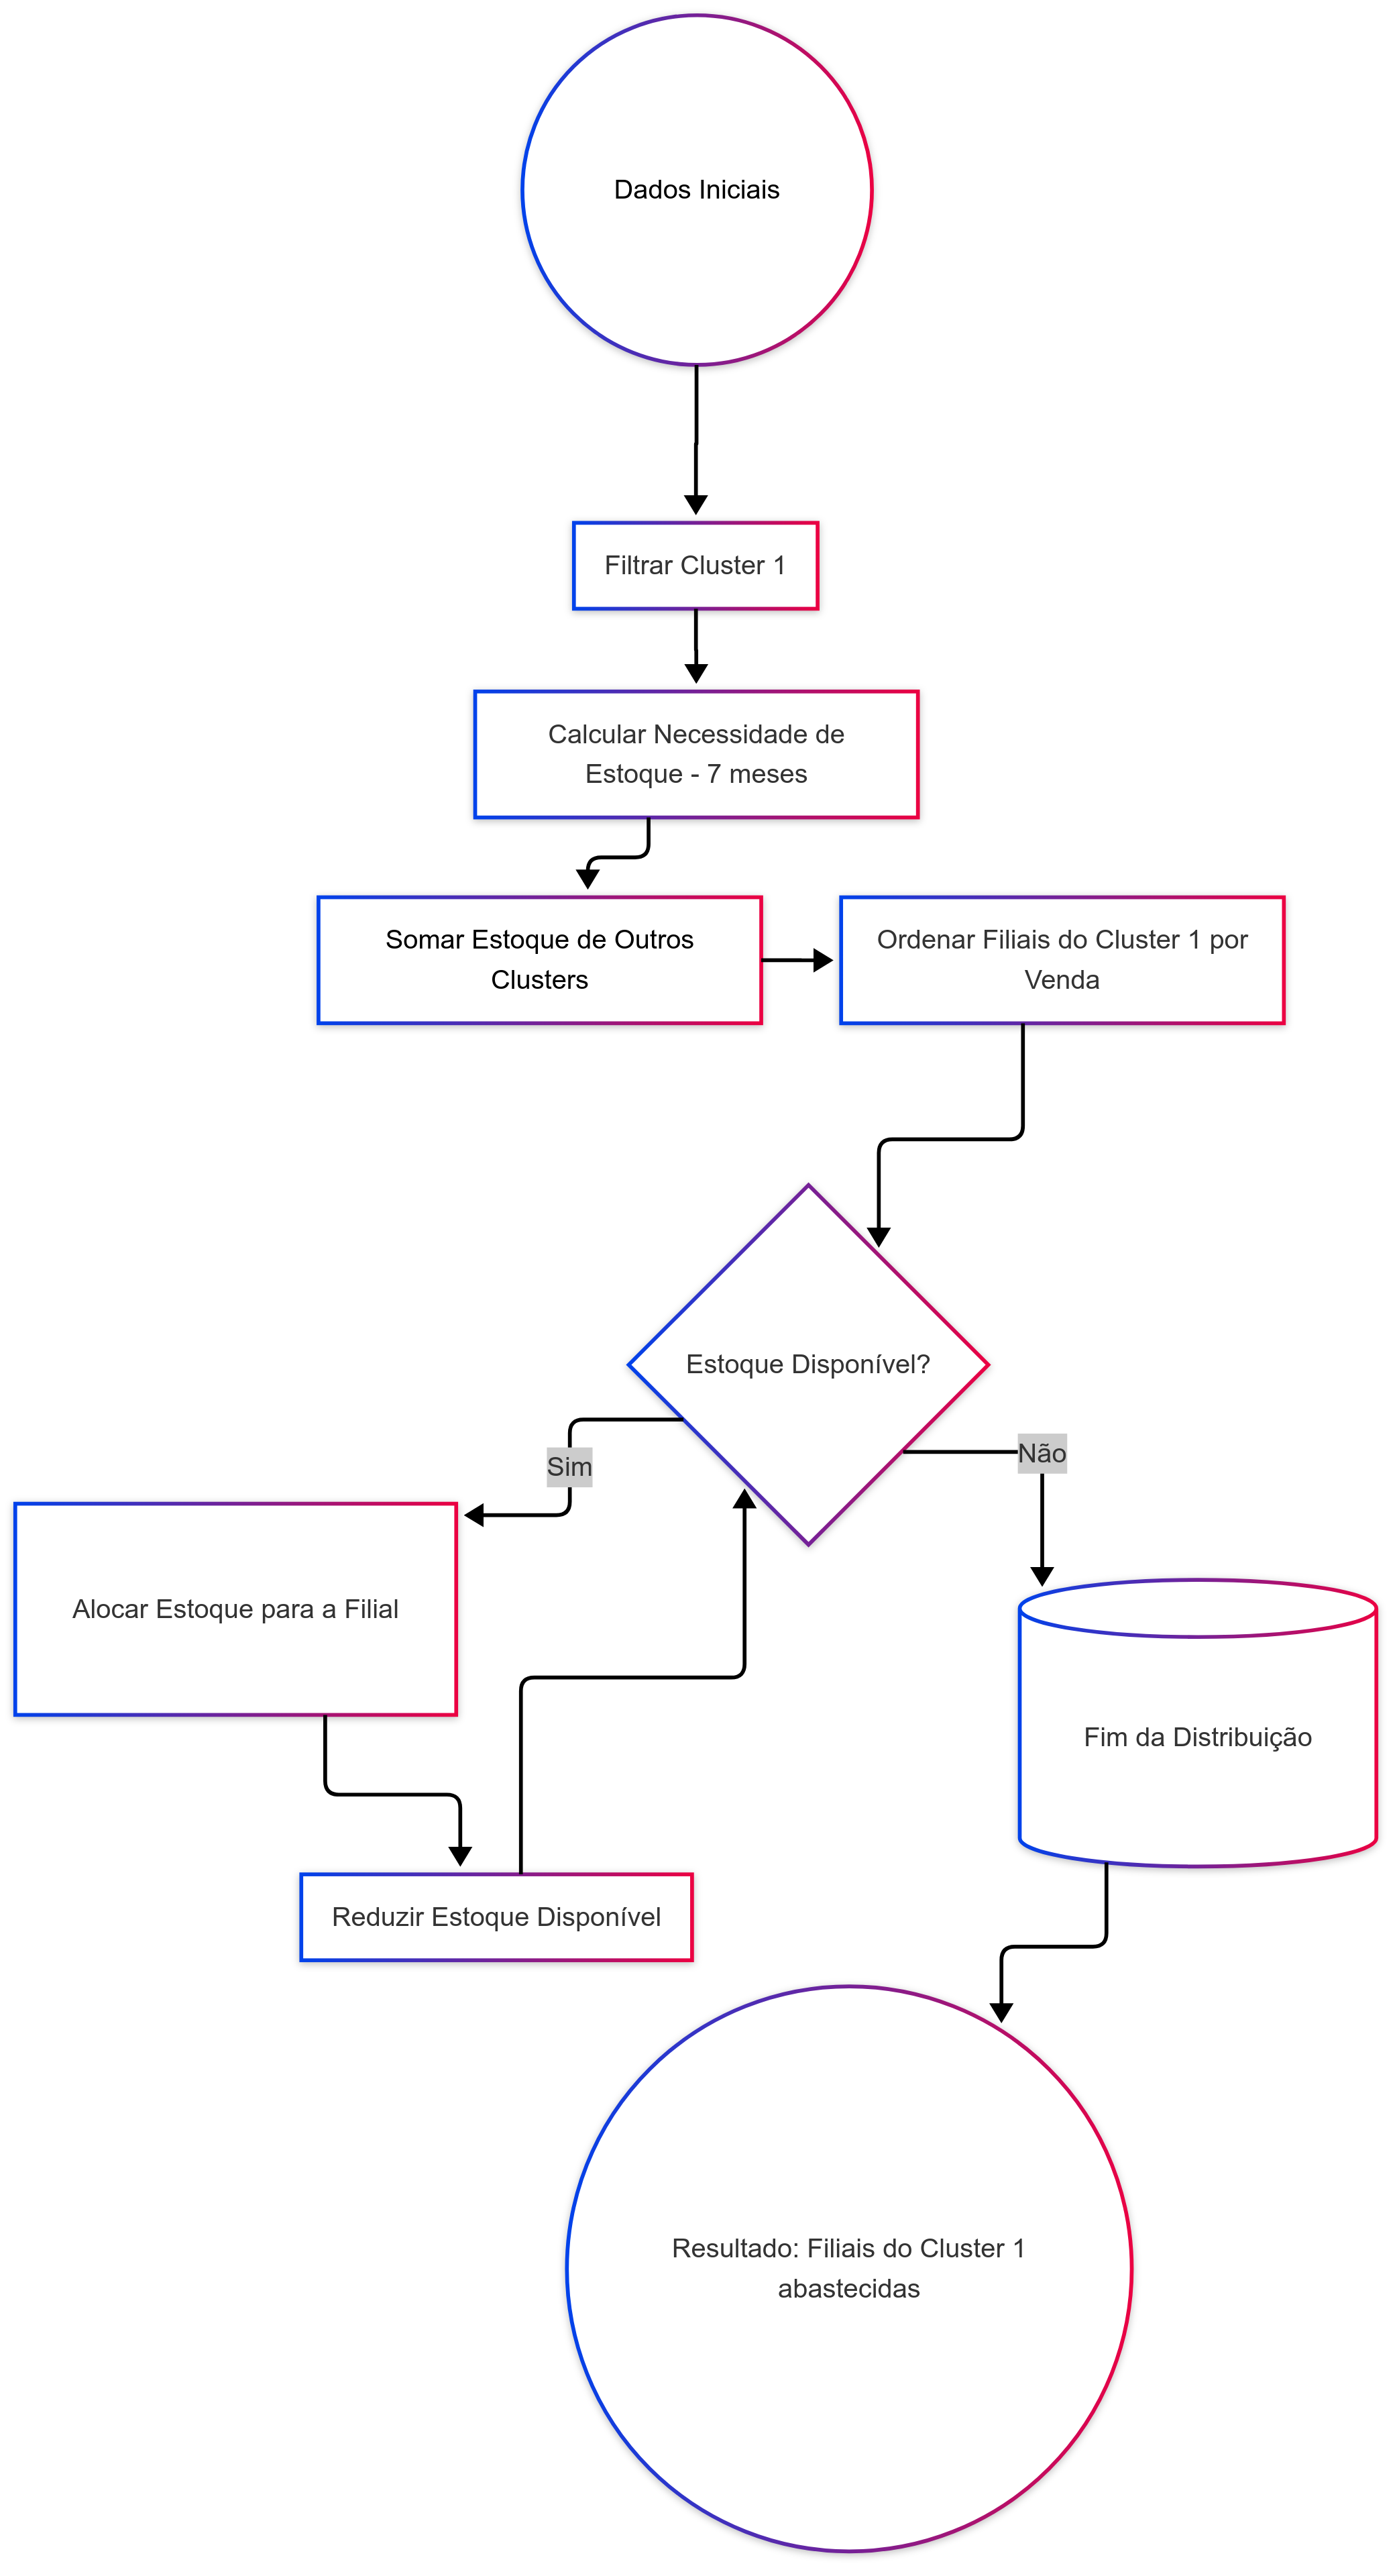 Dados Iniciais
Filtrar Cluster 1
Calcular Necessidade de
Estoque - 7 meses
Somar Estoque de Outros
Clusters
Ordenar Filiais do Cluster 1 por
Venda
Estoque Disponível?
Sim
Não
Alocar Estoque para a Filial
Fim da Distribuição
Reduzir Estoque Disponível
Resultado: Filiais do Cluster 1
abastecidas